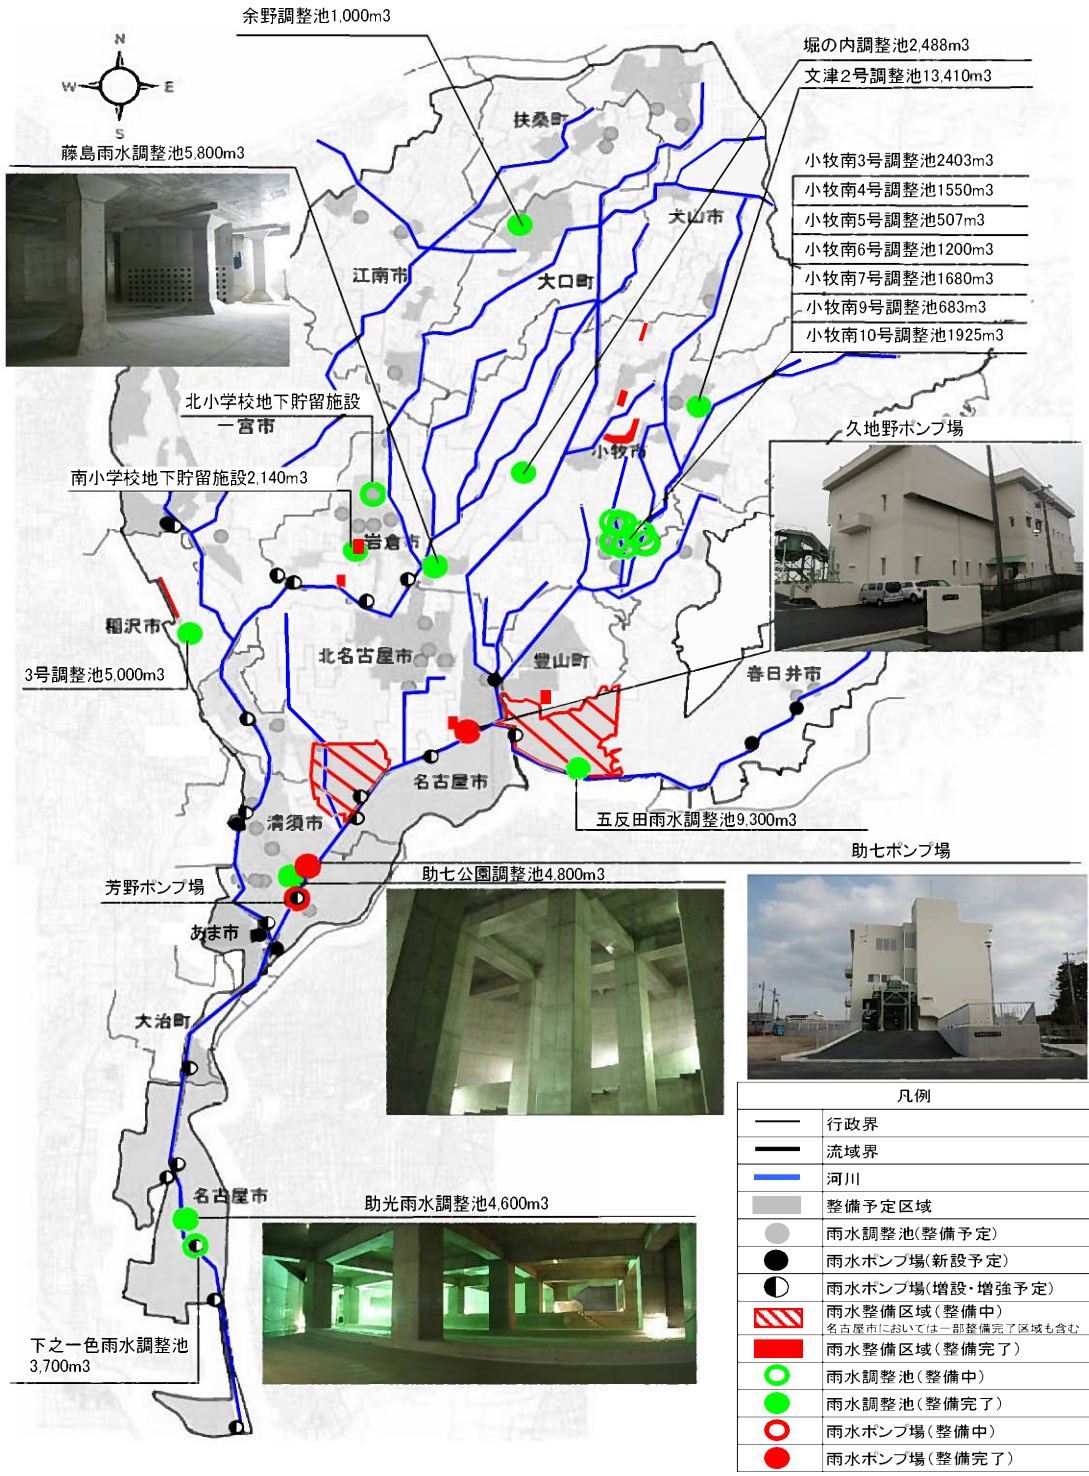 余野調整池1,000m3
堀の内調整池2,488m3
文津2号調整池13,410m3
N
W
E
S
扶桑町
藤島雨水調整池5,800m3
小牧南3号調整池2403m3
小牧南4号調整池1550m3
小牧南5号調整池507m3
小牧南6号調整池1200m3
小牧南7号調整池1680m3
小牧南9号調整池683m3
小牧南10号調整池1925m3
犬山市
江南市
大口町
北小学校地下貯留施設
一宮市
久地野ポンプ場
小牧市
南小学校地下貯留施設2,140m3
岩倉市
稲沢市
北名古屋市
豊山町
春日井市
3号調整池5,000m3
名古屋市
五反田雨水調整池9,300m3
清須市
助七ポンプ場
助七公園調整池4,800m3
芳野ポンプ場
あま市
大治町
名古屋市
助光雨水調整池4,600m3
下之一色雨水調整池
3,700m3
凡例
行政界
流域界
河川
整備予定区域
雨水調整池(整備予定)
雨水ポンプ場(新設予定)
雨水ポンプ場(増設・増強予定)
雨水整備区域(整備中)
名古屋市においては一部整備完了区域も含む
雨水整備区域(整備完了)
雨水調整池(整備中)
雨水調整池(整備完了)
雨水ポンプ場(整備中)
雨水ポンプ場(整備完了)